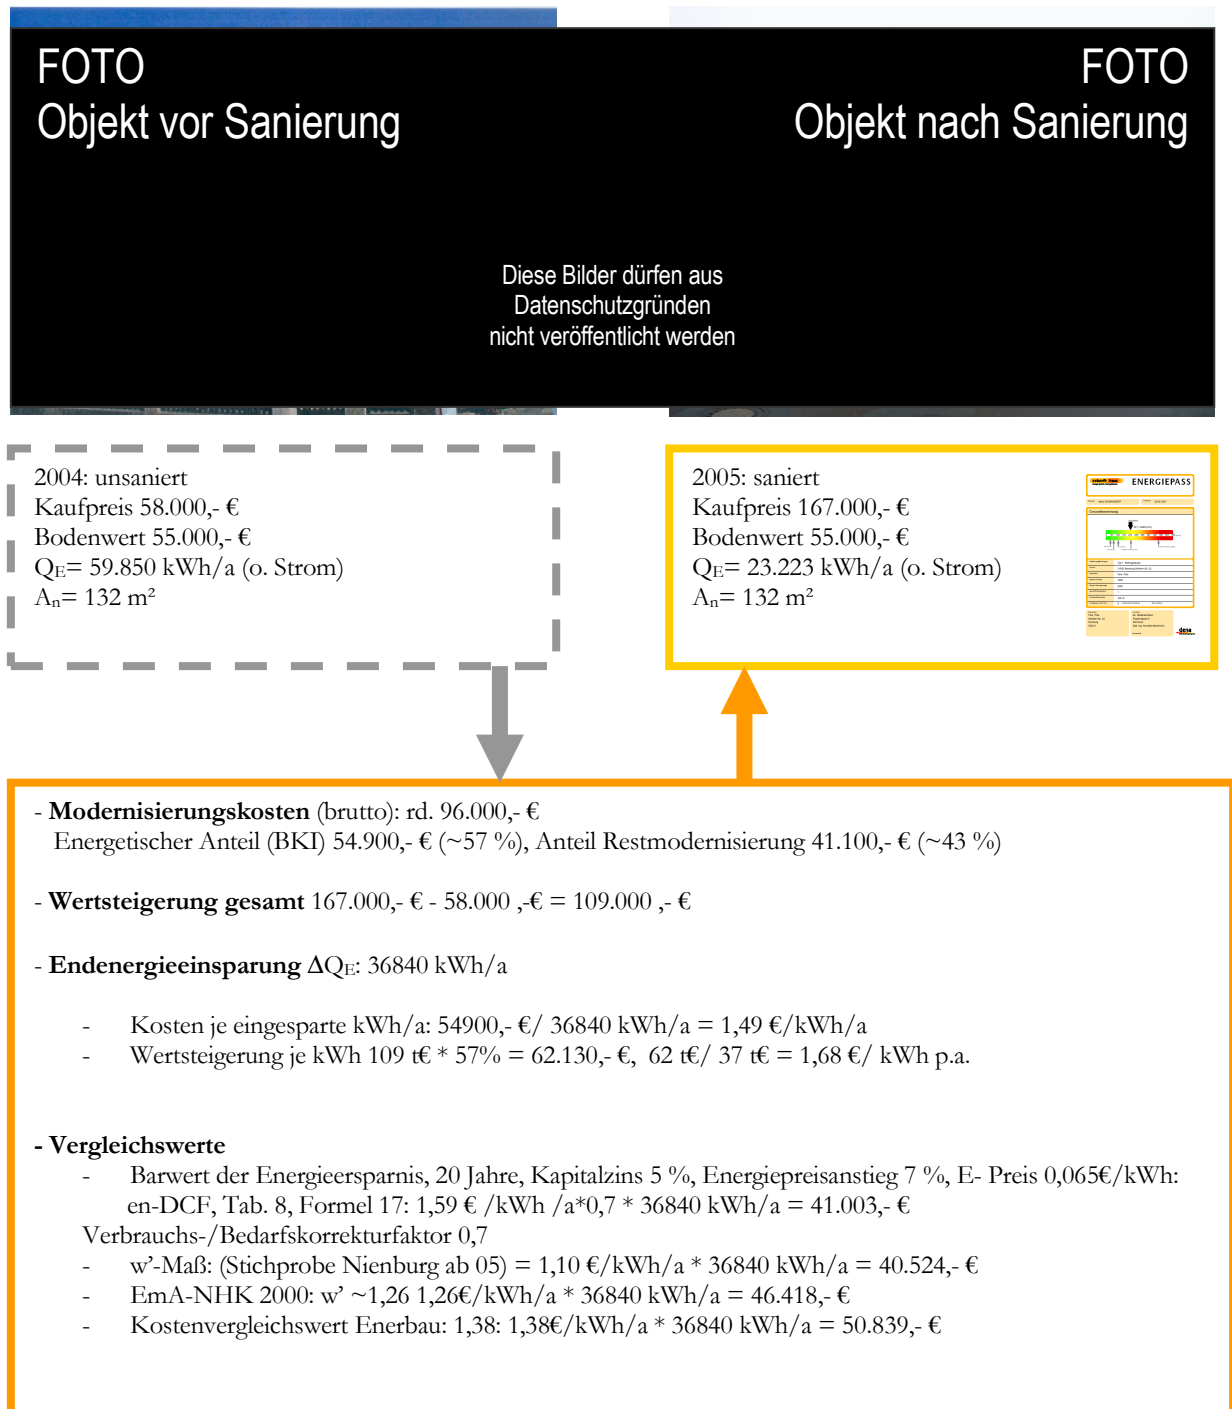 FOTO
Objekt vor Sanierung
FOTO
Objekt nach Sanierung
Diese Bilder dürfen aus
Datenschutzgründen
nicht veröffentlicht werden
2004: unsaniert
Kaufpreis 58.000,- €
Bodenwert 55.000,- €
QE= 59.850 kWh/a (o. Strom)
An= 132 m²
2005: saniert
Kaufpreis 167.000,- €
Bodenwert 55.000,- €
QE= 23.223 kWh/a (o. Strom)
An= 132 m²
ENERGIEPASS
dena
- Modernisierungskosten (brutto): rd. 96.000,- €
Energetischer Anteil (BKI) 54.900,- € (~57 %), Anteil Restmodernisierung 41.100,- € (~43 %)
- Wertsteigerung gesamt 167.000,- € - 58.000 ,-€ = 109.000 ,- €
- Endenergieeinsparung ΔQE: 36840 kWh/a
- Kosten je eingesparte kWh/a: 54900,- €/ 36840 kWh/a = 1,49 €/kWh/a
- Wertsteigerung je kWh 109 t€ * 57% = 62.130,- €, 62 t€/ 37 t€ = 1,68 €/ kWh p.a.
- Vergleichswerte
- Barwert der Energieersparnis, 20 Jahre, Kapitalzins 5 %, Energiepreisanstieg 7 %, E- Preis 0,065€/kWh:
en-DCF, Tab. 8, Formel 17: 1,59 € /kWh /a*0,7 * 36840 kWh/a = 41.003,- €
Verbrauchs-/Bedarfskorrekturfaktor 0,7
- w’-Maß: (Stichprobe Nienburg ab 05) = 1,10 €/kWh/a * 36840 kWh/a = 40.524,- €
- EmA-NHK 2000: w’ ~1,26 1,26€/kWh/a * 36840 kWh/a = 46.418,- €
- Kostenvergleichswert Enerbau: 1,38: 1,38€/kWh/a * 36840 kWh/a = 50.839,- €